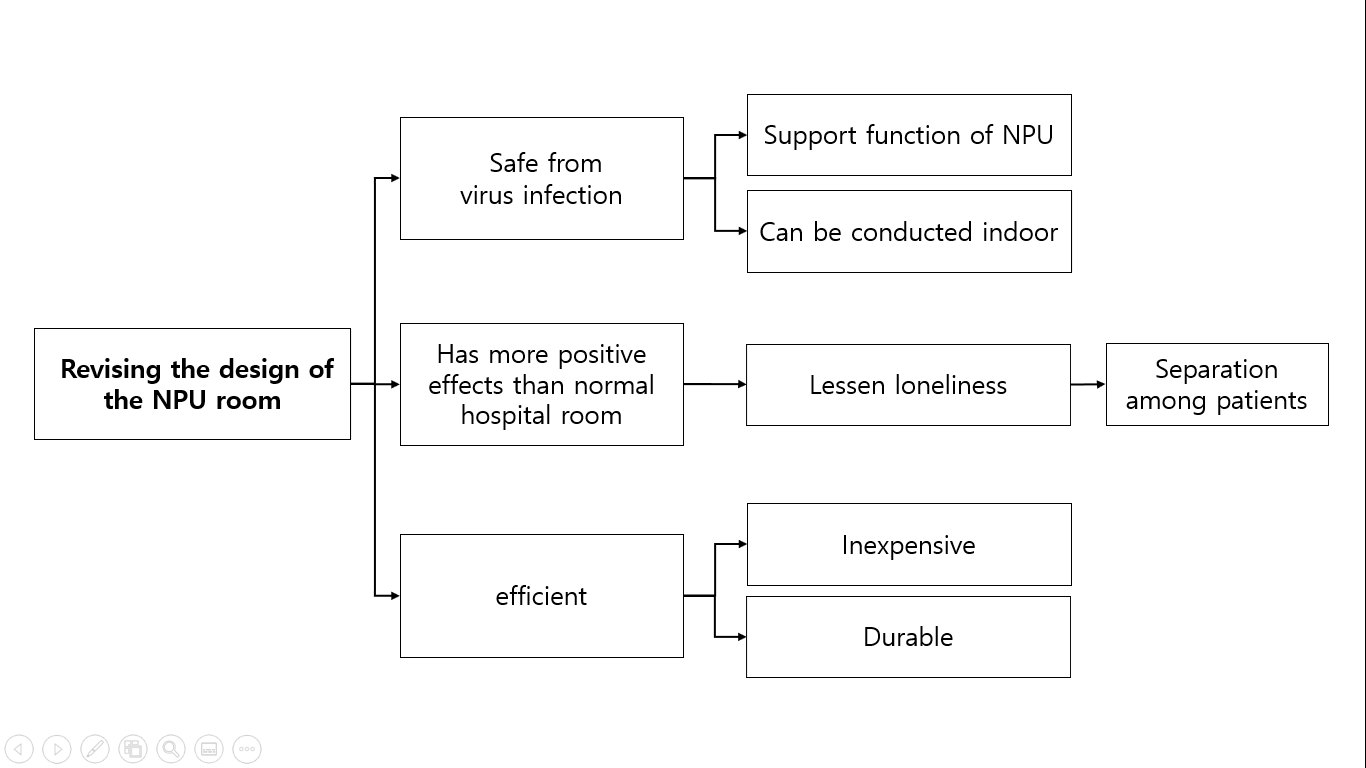 Revising the design of
the NPU room
Safe from
virus infection
Support function of NPU
Can be conducted indoor
Has more positive
effects than normal
hospital room
Lessen loneliness
Separation
among patients
efficient
Inexpensive
Durable